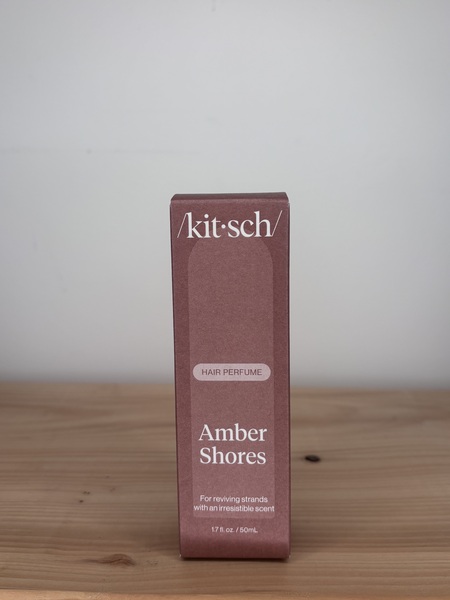 /kit·sch/
HAIR PERFUME
Amber
Shores
For reviving strands
with an irresistible scent
1.7 fl. oz. / 50mL